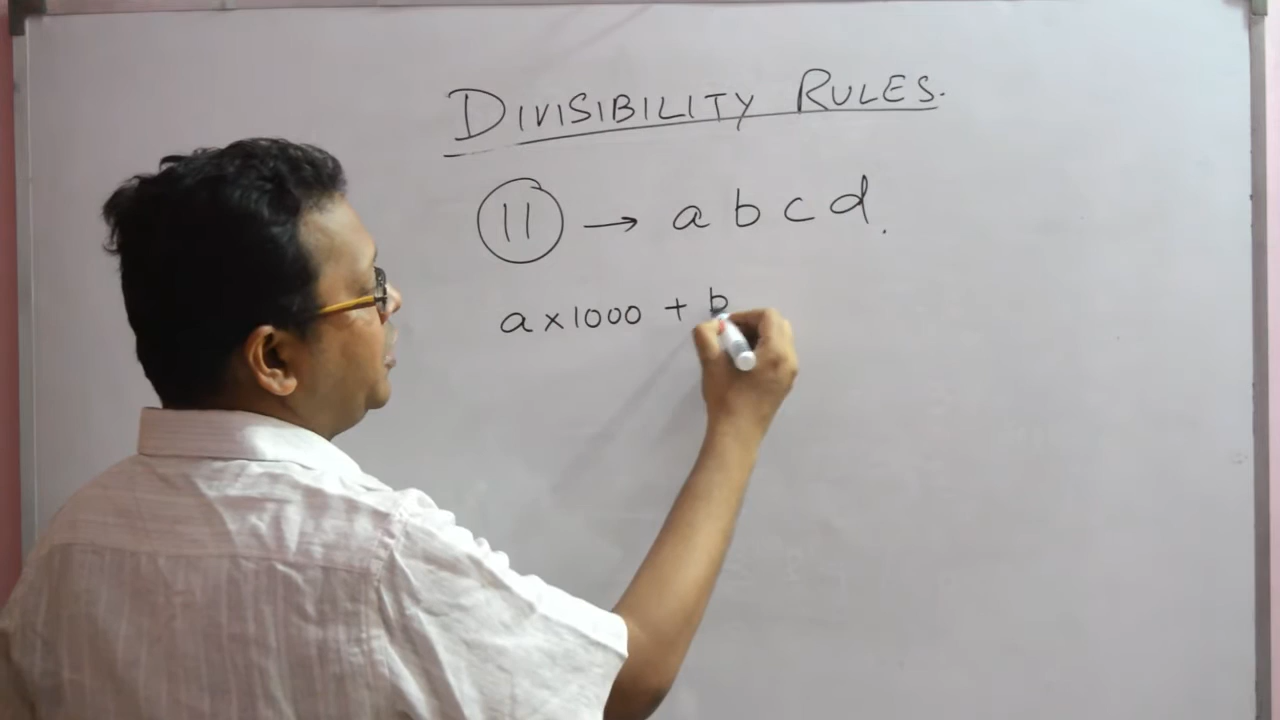 DIVISIBILITY RULES.
11 → a b c d.
a×1000 + b